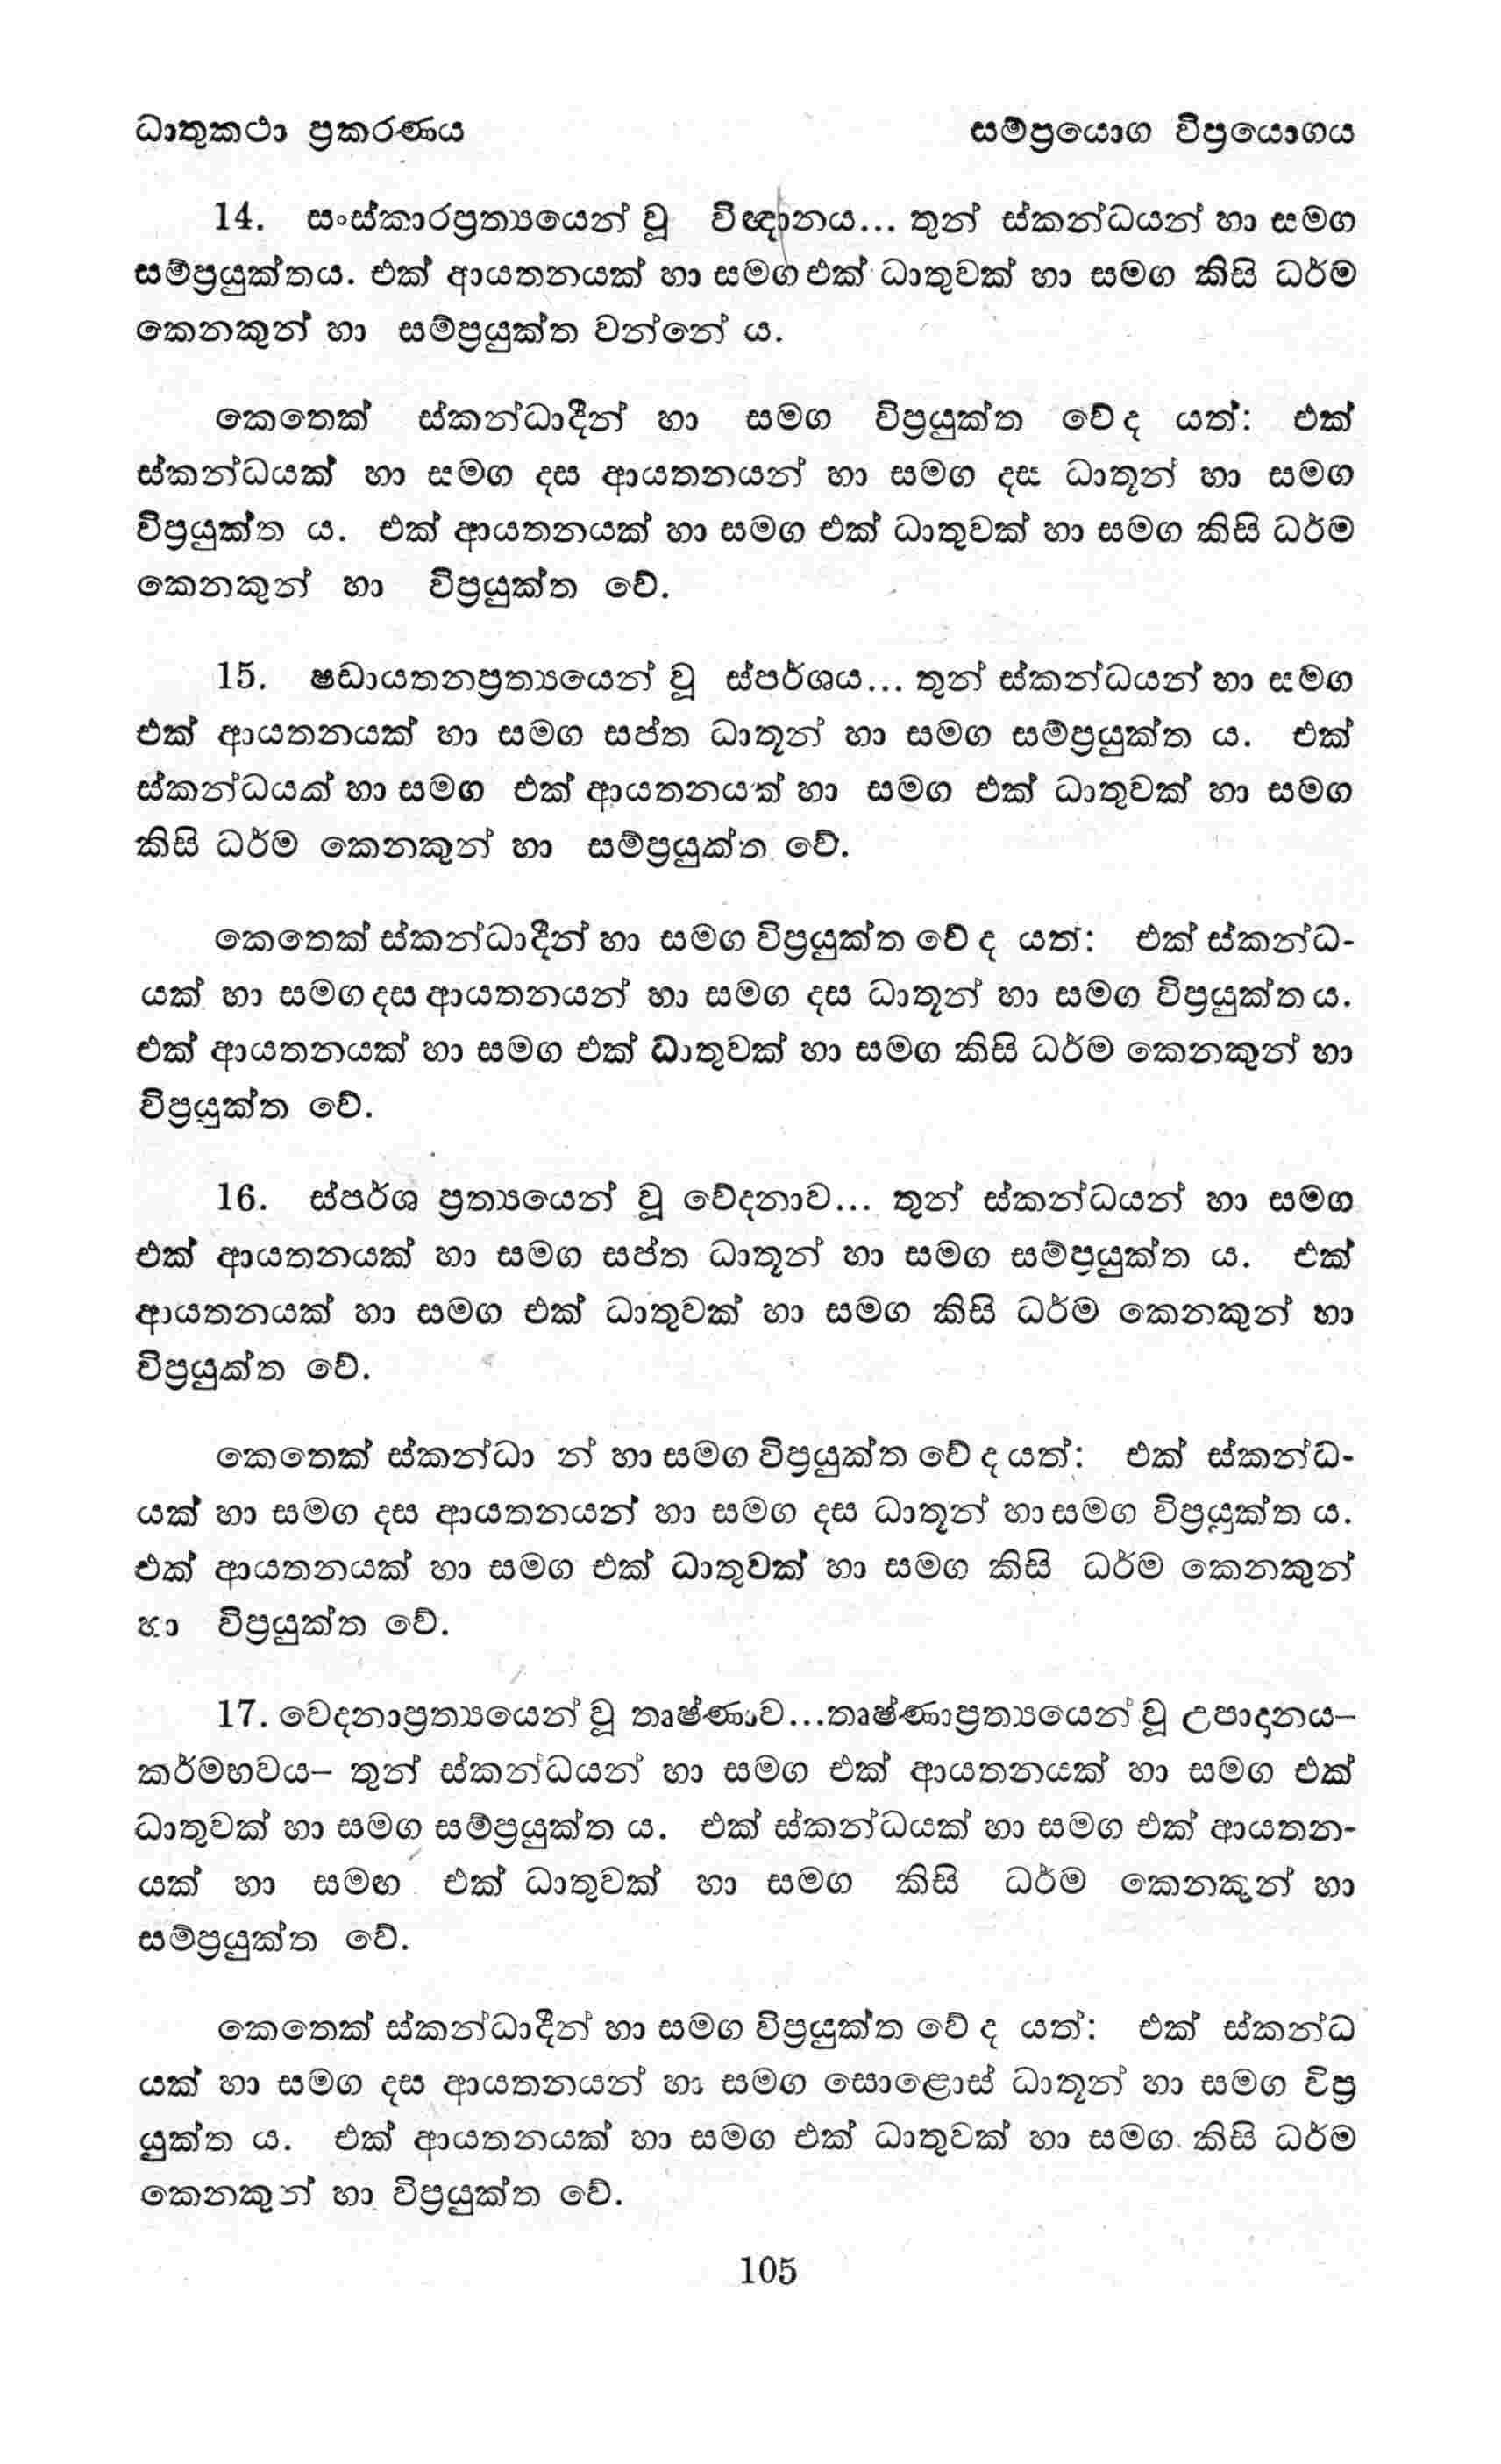 ධාතුකථා ප්‍රකරණය
සම්ප්‍රයොග විප්‍රයොගය
14. සංස්කාරප්‍රත්‍යයෙන් වූ විඥානය... තුන් ස්කන්ධයන් හා සමග
සම්ප්‍රයුක්තය. එක් ආයතනයක් හා සමග එක් ධාතුවක් හා සමග කිසි ධර්ම
කෙනකුන් හා සම්ප්‍රයුක්ත වන්නේ ය.
කෙතෙක් ස්කන්ධාදීන් හා සමග විප්‍රයුක්ත වේ ද යත්: එක්
ස්කන්ධයක් හා සමග දස ආයතනයන් හා සමග දස ධාතූන් හා සමග
විප්‍රයුක්ත ය. එක් ආයතනයක් හා සමග එක් ධාතුවක් හා සමග කිසි ධර්ම
කෙනකුන් හා විප්‍රයුක්ත වේ.
15. ෂඩායතනප්‍රත්‍යයෙන් වූ ස්පර්ශය... තුන් ස්කන්ධයන් හා සමග
එක් ආයතනයක් හා සමග සප්ත ධාතූන් හා සමග සම්ප්‍රයුක්ත ය. එක්
ස්කන්ධයක් හා සමග එක් ආයතනයක් හා සමග එක් ධාතුවක් හා සමග
කිසි ධර්ම කෙනකුන් හා සම්ප්‍රයුක්ත වේ.
කෙතෙක් ස්කන්ධාදීන් හා සමග විප්‍රයුක්ත වේ ද යත්: එක් ස්කන්ධ-
යක් හා සමග දස ආයතනයන් හා සමග දස ධාතූන් හා සමග විප්‍රයුක්ත ය.
එක් ආයතනයක් හා සමග එක් ධාතුවක් හා සමග කිසි ධර්ම කෙනකුන් හා
විප්‍රයුක්ත වේ.
16. ස්පර්ශ ප්‍රත්‍යයෙන් වූ වේදනාව... තුන් ස්කන්ධයන් හා සමග
එක් ආයතනයක් හා සමග සප්ත ධාතූන් හා සමග සම්ප්‍රයුක්ත ය. එක්
ආයතනයක් හා සමග එක් ධාතුවක් හා සමග කිසි ධර්ම කෙනකුන් හා
විප්‍රයුක්ත වේ.
කෙතෙක් ස්කන්ධා න් හා සමග විප්‍රයුක්ත වේ ද යත්: එක් ස්කන්ධ-
යක් හා සමග දස ආයතනයන් හා සමග දස ධාතූන් හා සමග විප්‍රයුක්ත ය.
එක් ආයතනයක් හා සමග එක් ධාතුවක් හා සමග කිසි ධර්ම කෙනකුන්
හා විප්‍රයුක්ත වේ.
17. වෙදනාප්‍රත්‍යයෙන් වූ තෘෂ්ණාව...තෘෂ්ණාප්‍රත්‍යයෙන් වූ උපාදානය–
කර්මභවය– තුන් ස්කන්ධයන් හා සමග එක් ආයතනයක් හා සමග එක්
ධාතුවක් හා සමග සම්ප්‍රයුක්ත ය. එක් ස්කන්ධයක් හා සමග එක් ආයතන-
යක් හා සමඟ එක් ධාතුවක් හා සමග කිසි ධර්ම කෙනකුන් හා
සම්ප්‍රයුක්ත වේ.
කෙතෙක් ස්කන්ධාදීන් හා සමග විප්‍රයුක්ත වේ ද යත්: එක් ස්කන්ධ
යක් හා සමග දස ආයතනයන් හා සමග සොළොස් ධාතූන් හා සමග විප්‍ර
යුක්ත ය. එක් ආයතනයක් හා සමග එක් ධාතුවක් හා සමග කිසි ධර්ම
කෙනකුන් හා විප්‍රයුක්ත වේ.
105